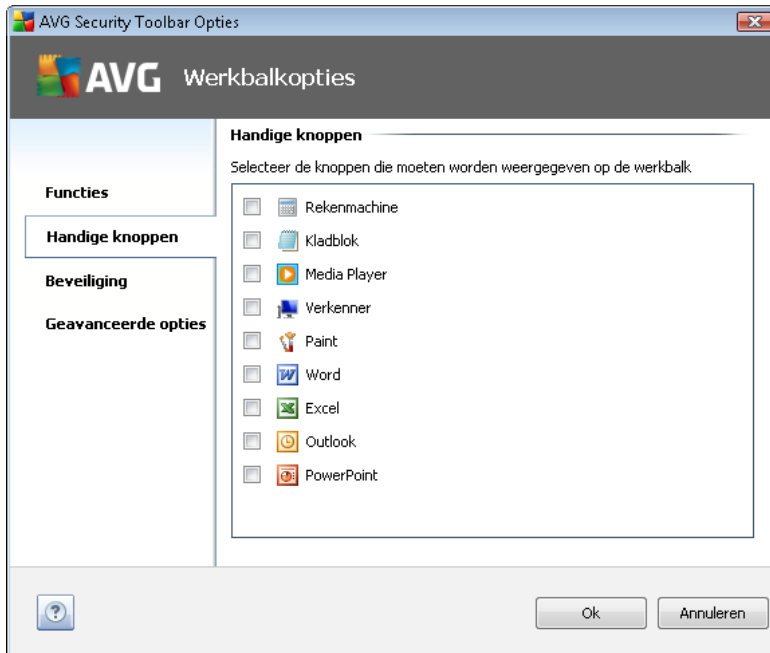 AVG Security Toolbar Opties
AVG Werkbalkopties
Functies
Handige knoppen
Beveiliging
Geavanceerde opties
Handige knoppen
Selecteer de knoppen die moeten worden weergegeven op de werkbalk
Rekenmachine
Kladblok
Media Player
Verkenner
Paint
Word
Excel
Outlook
PowerPoint
?
Ok
Annuleren